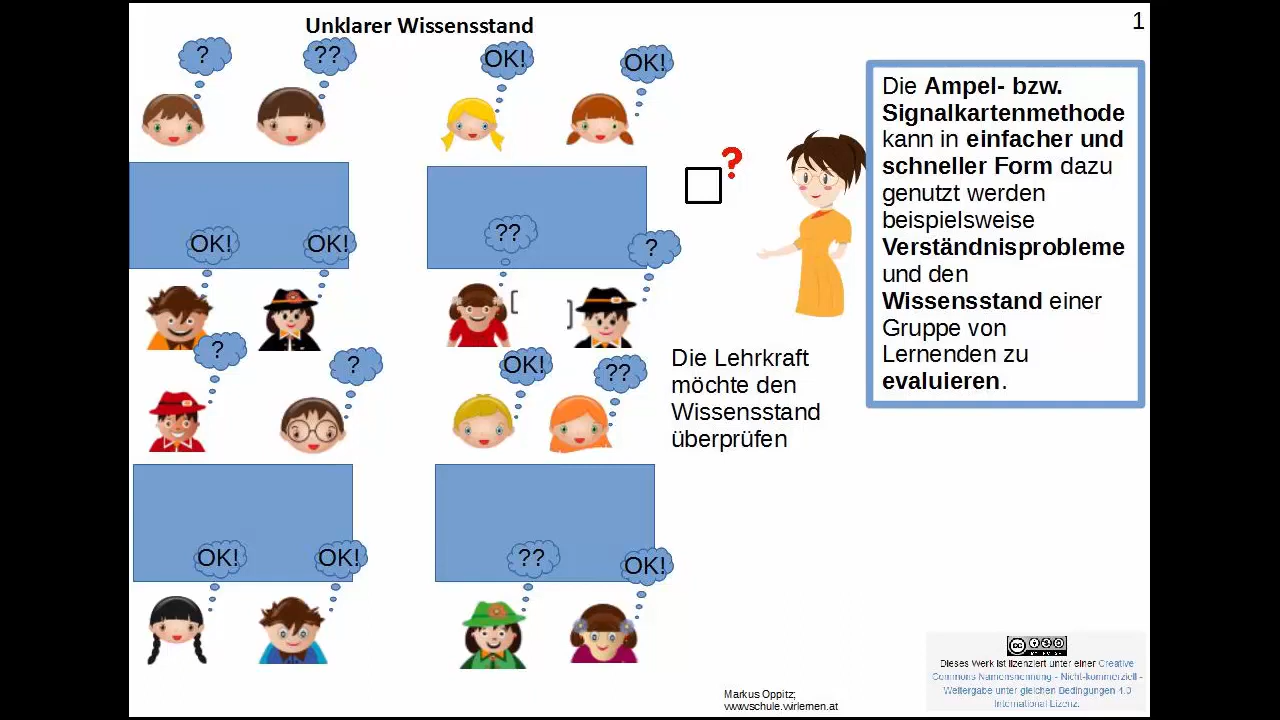 Unklarer Wissensstand
1
?
??
OK!
OK!
Die Ampel- bzw.
Signalkartenmethode
kann in einfacher und
schneller Form dazu
genutzt werden
beispielsweise
Verständnisprobleme
und den
Wissensstand einer
Gruppe von
Lernenden zu
evaluieren.
?
OK!
OK!
??
?
?
?
OK!
??
Die Lehrkraft
möchte den
Wissensstand
überprüfen
OK!
OK!
??
OK!
Markus Oppitz;
www.schule.wirlernen.at
Dieses Werk ist lizenziert unter einer Creative
Commons Namensnennung - Nicht-kommerziell -
Weitergabe unter gleichen Bedingungen 4.0
International Lizenz.